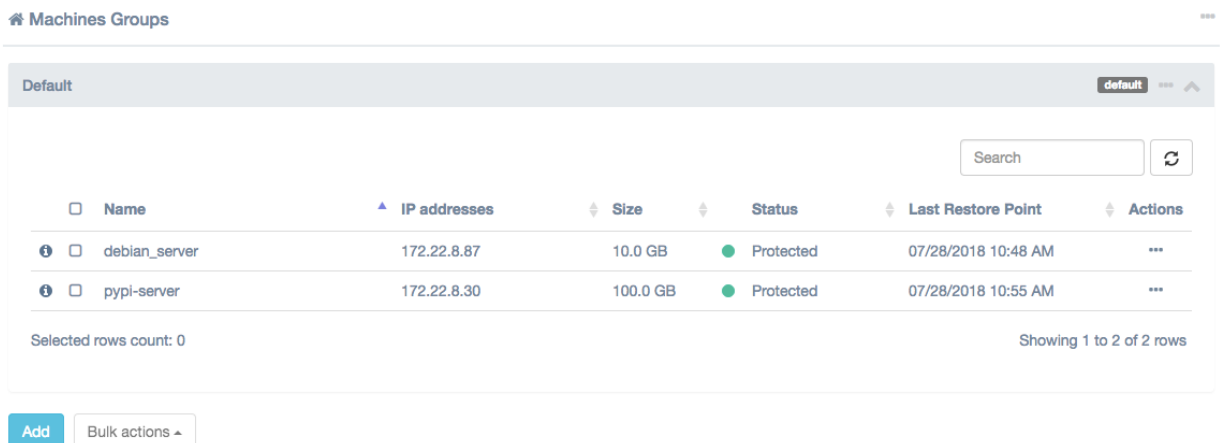 Machines Groups
Default default
Search
Name IP addresses Size Status Last Restore Point Actions
debian_server 172.22.8.87 10.0 GB Protected 07/28/2018 10:48 AM
pypi-server 172.22.8.30 100.0 GB Protected 07/28/2018 10:55 AM
Selected rows count: 0 Showing 1 to 2 of 2 rows
Add Bulk actions